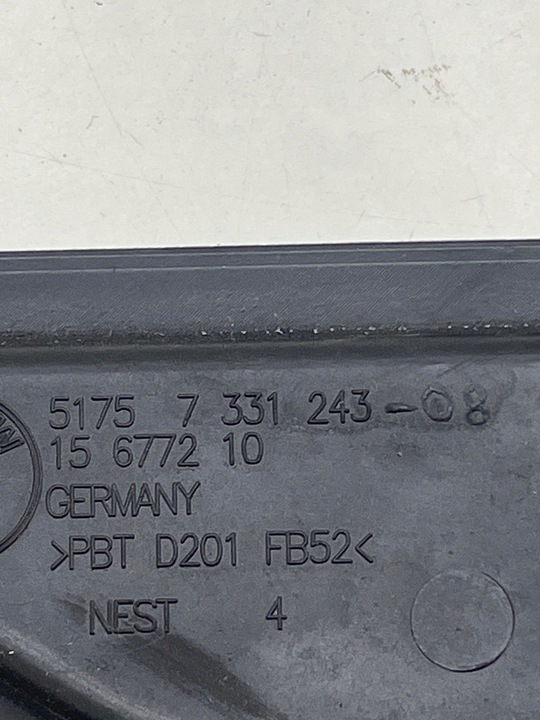 5175 7 331 243-08
15 6772 10
GERMANY
>PBT D201 FB52<
NEST 4